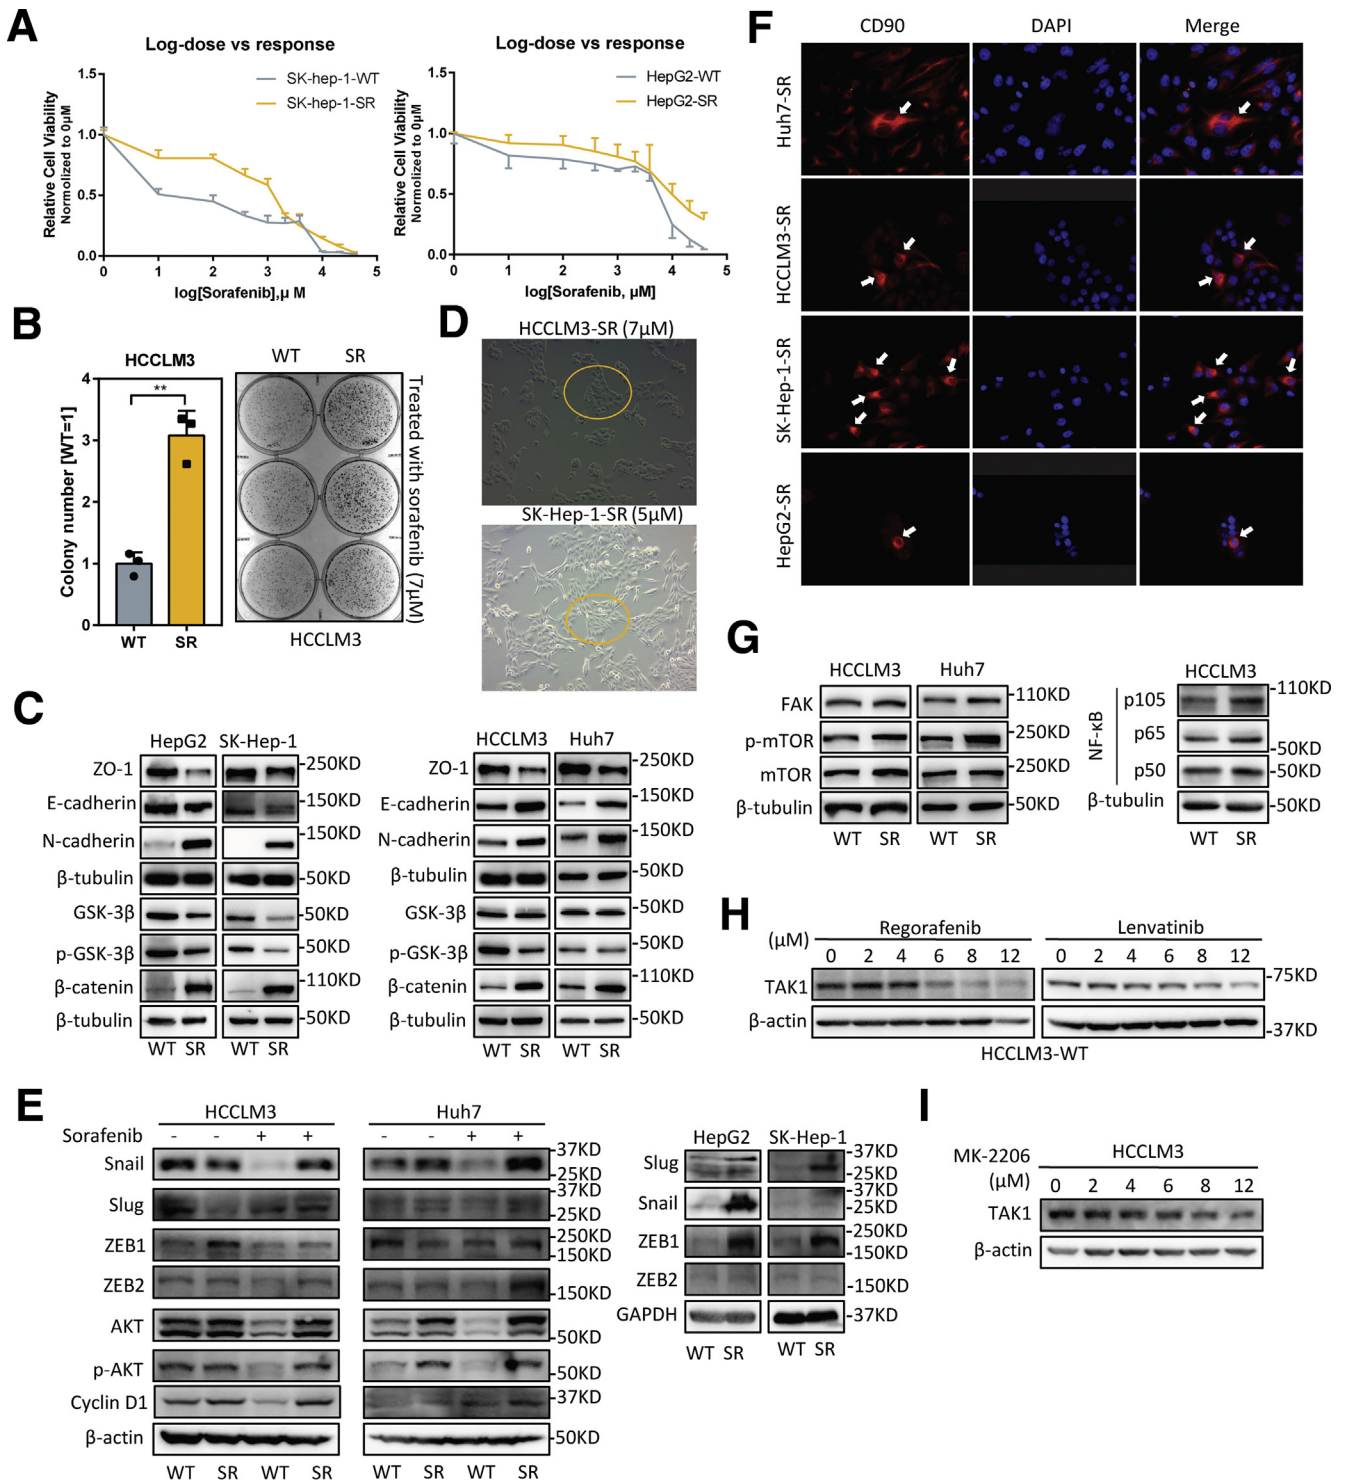 A
Log-dose vs response
SK-hep-1-WT
SK-hep-1-SR
Relative Cell Viability
Normolized to 0μM
1.5
1.0
0.5
0.0
0 1 2 3 4 5
log[Sorafenib],μ M
Log-dose vs response
HepG2-WT
HepG2-SR
Relative Cell Viability
Normolized to 0μM
1.5
1.0
0.5
0.0
0 1 2 3 4 5
log[Sorafenib, μM]
B
HCCLM3
**
Colony number [WT=1]
4
3
2
1
0
WT SR
WT SR
Treated with sorafenib (7μM)
HCCLM3
D
HCCLM3-SR (7μM)
SK-Hep-1-SR (5μM)
C
HepG2 SK-Hep-1
ZO-1 -250KD
E-cadherin -150KD
N-cadherin -150KD
β-tubulin -50KD
GSK-3β -50KD
p-GSK-3β -50KD
β-catenin -110KD
β-tubulin -50KD
WT SR WT SR
HCCLM3 Huh7
ZO-1 -250KD
E-cadherin -150KD
N-cadherin -150KD
β-tubulin -50KD
GSK-3β -50KD
p-GSK-3β -50KD
β-catenin -110KD
β-tubulin -50KD
WT SR WT SR
E
HCCLM3 Huh7
Sorafenib - - + + - - + +
Snail -37KD
-25KD
Slug -37KD
-25KD
ZEB1 -250KD
-150KD
ZEB2 -150KD
AKT -50KD
p-AKT -50KD
Cyclin D1 -37KD
β-actin -50KD
WT SR WT SR WT SR WT SR
HepG2 SK-Hep-1
Slug -37KD
-25KD
Snail -37KD
-25KD
ZEB1 -250KD
-150KD
ZEB2 -150KD
GAPDH -37KD
WT SR WT SR
F
CD90 DAPI Merge
Huh7-SR
HCCLM3-SR
SK-Hep-1-SR
HepG2-SR
G
HCCLM3 Huh7
FAK -110KD
p-mTOR -250KD
mTOR -250KD
β-tubulin -50KD
WT SR WT SR
HCCLM3
NF-κB
p105 -110KD
p65 -50KD
p50 -50KD
β-tubulin -50KD
WT SR
H
Regorafenib Lenvatinib
(μM) 0 2 4 6 8 12 0 2 4 6 8 12
TAK1 -75KD
β-actin -37KD
HCCLM3-WT
I
HCCLM3
MK-2206
(μM) 0 2 4 6 8 12
TAK1
β-actin